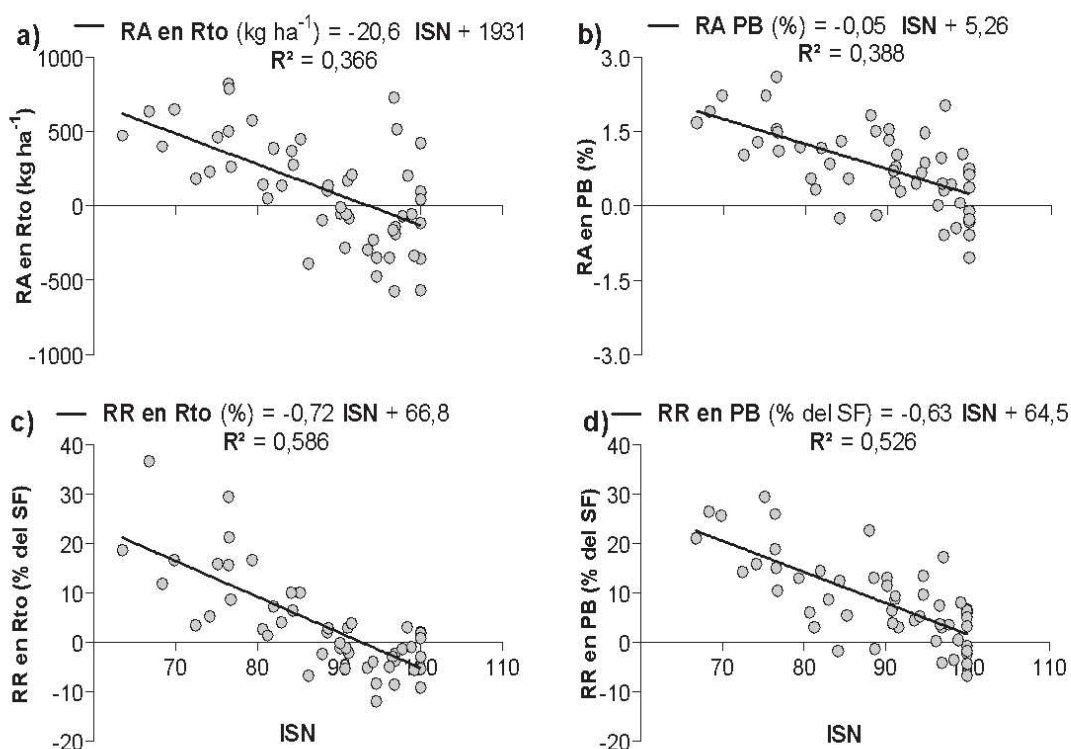 a) RA en Rto (kg ha⁻¹) = -20,6 ISN + 1931
R² = 0,366
RA en Rto (kg ha⁻¹)
1000
500
0
-500
-1000
b) RA PB (%) = -0,05 ISN + 5,26
R² = 0,388
RA en PB (%)
3.0
1.5
0.0
-1.5
-3.0
c) RR en Rto (%) = -0,72 ISN + 66,8
R² = 0,586
RR en Rto (% del SF)
40
30
20
10
0
-10
-20
70 80 90 100 110
ISN
d) RR en PB (% del SF) = -0,63 ISN + 64,5
R² = 0,526
RR en PB (% del SF)
40
30
20
10
0
-10
-20
70 80 90 100 110
ISN